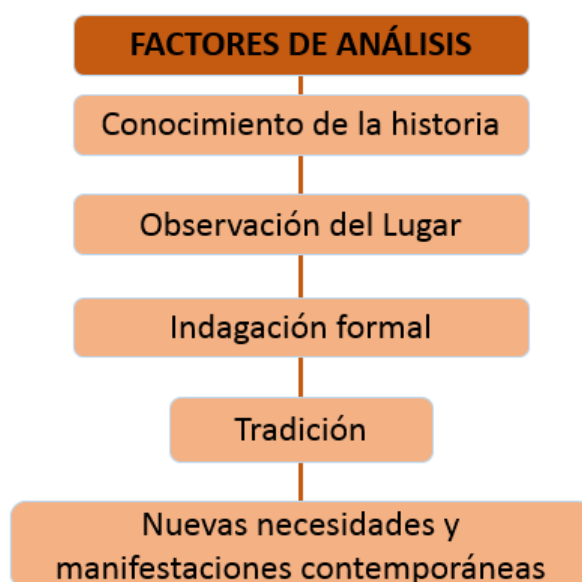 FACTORES DE ANÁLISIS
Conocimiento de la historia
Observación del Lugar
Indagación formal
Tradición
Nuevas necesidades y
manifestaciones contemporáneas